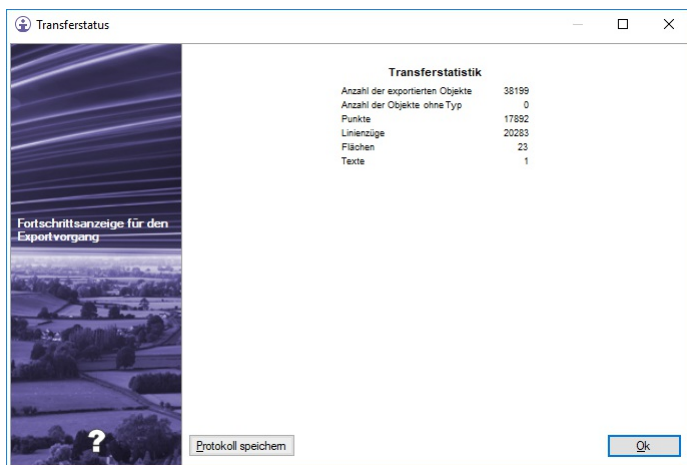 Transferstatus
Transferstatistik
Anzahl der exportierten Objekte 38199
Anzahl der Objekte ohne Typ 0
Punkte 17892
Linienzüge 20283
Flächen 23
Texte 1
Fortschrittsanzeige für den
Exportvorgang
?
Protokoll speichern
Ok